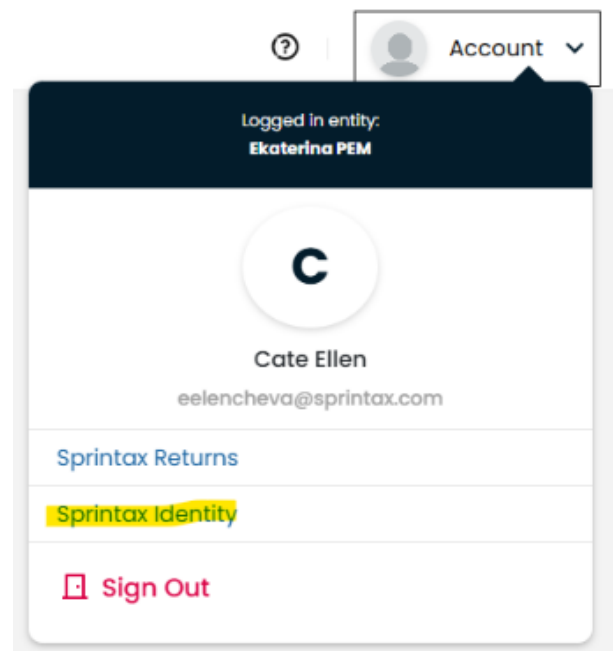 Account
Logged in entity:
Ekaterina PEM
C
Cate Ellen
eelencheva@sprintax.com
Sprintax Returns
Sprintax Identity
Sign Out